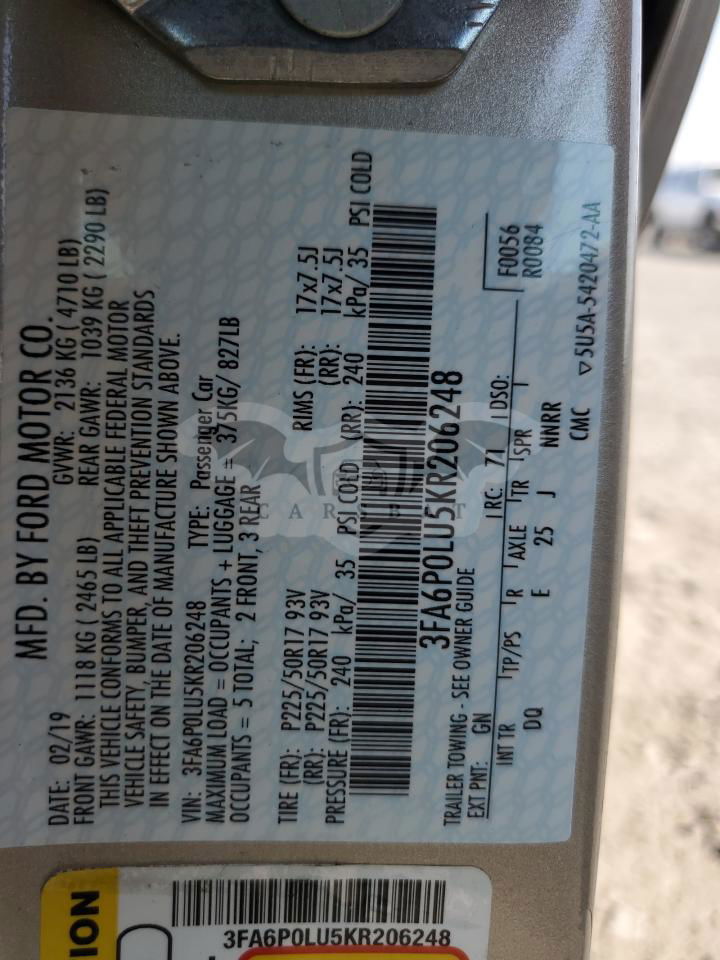 MFD. BY FORD MOTOR CO.
DATE: 02/19 GVWR: 2136 KG ( 4710 LB)
FRONT GAWR: 1118 KG ( 2465 LB) REAR GAWR: 1039 KG ( 2290 LB)
THIS VEHICLE CONFORMS TO ALL APPLICABLE FEDERAL MOTOR
VEHICLE SAFETY, BUMPER, AND THEFT PREVENTION STANDARDS
IN EFFECT ON THE DATE OF MANUFACTURE SHOWN ABOVE.
VIN: 3FA6P0LU5KR206248 TYPE: Passenger Car
MAXIMUM LOAD = OCCUPANTS + LUGGAGE = 375KG/ 827LB
OCCUPANTS = 5 TOTAL; 2 FRONT, 3 REAR
TIRE (FR): P225/50R17 93V RIMS (FR): 17x7.5J
(RR): P225/50R17 93V (RR): 17x7.5J
PRESSURE (FR): 240 kPa/ 35 PSI COLD (RR): 240 kPa/ 35 PSI COLD
3FA6P0LU5KR206248
TRAILER TOWING - SEE OWNER GUIDE
F0056
R0084
EXT PNT: GN RC: 71 DSO:
INT TR TP/PS R AXLE TR SPR
DQ E 25 J NNRR
CMC ▽5U5A-5420472-AA
CARSBAT
ION
3FA6P0LU5KR206248